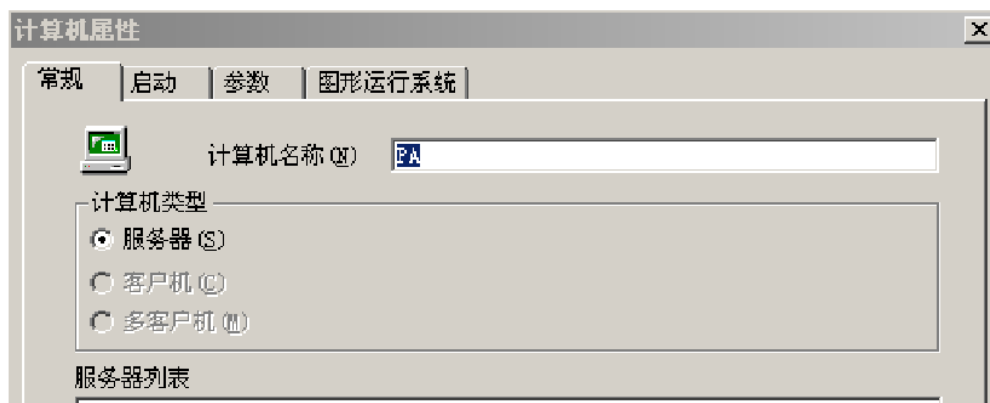 计算机属性
常规 启动 参数 图形运行系统
计算机名称(N) PA
计算机类型
服务器(S)
客户机(C)
多客户机(M)
服务器列表